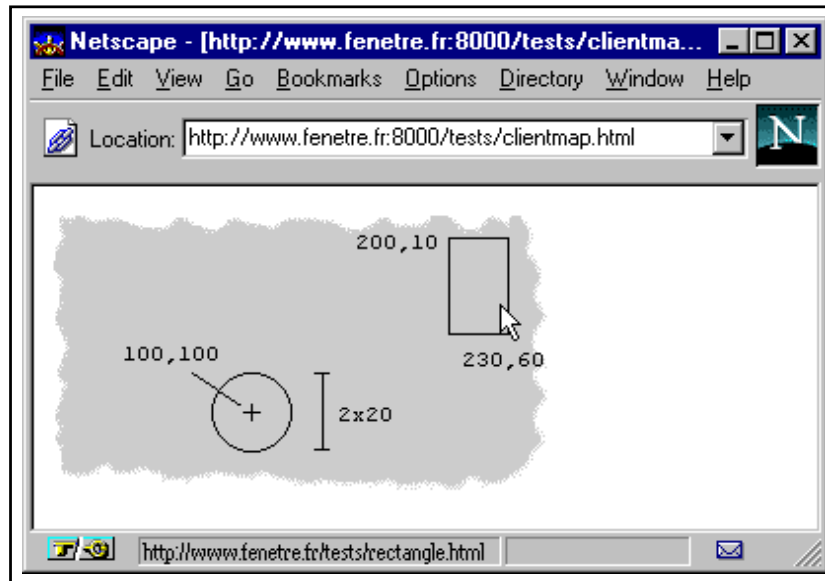 Netscape - [http://www.fenetre.fr:8000/tests/clientma...
File Edit View Go Bookmarks Options Directory Window Help
Location: http://www.fenetre.fr:8000/tests/clientmap.html
N
200,10
100,100
230,60
2x20
http://www.fenetre.fr/tests/rectangle.html